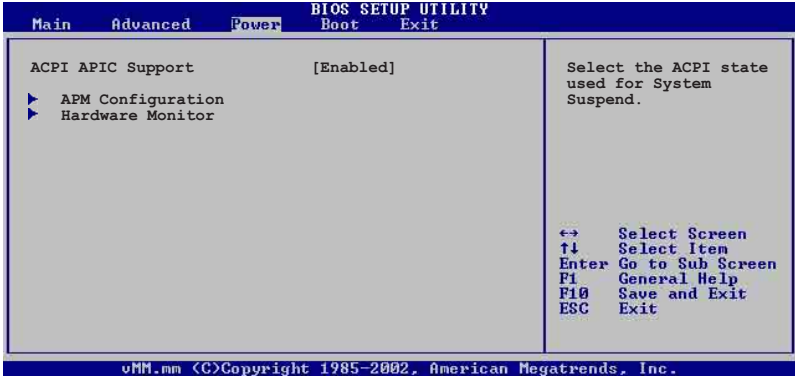 BIOS SETUP UTILITY
Main Advanced Power Boot Exit
ACPI APIC Support [Enabled]
APM Configuration
Hardware Monitor
Select the ACPI state
used for System
Suspend.
↔ Select Screen
↑↓ Select Item
Enter Go to Sub Screen
F1 General Help
F10 Save and Exit
ESC Exit
vMM.mm (C)Copyright 1985-2002, American Megatrends, Inc.